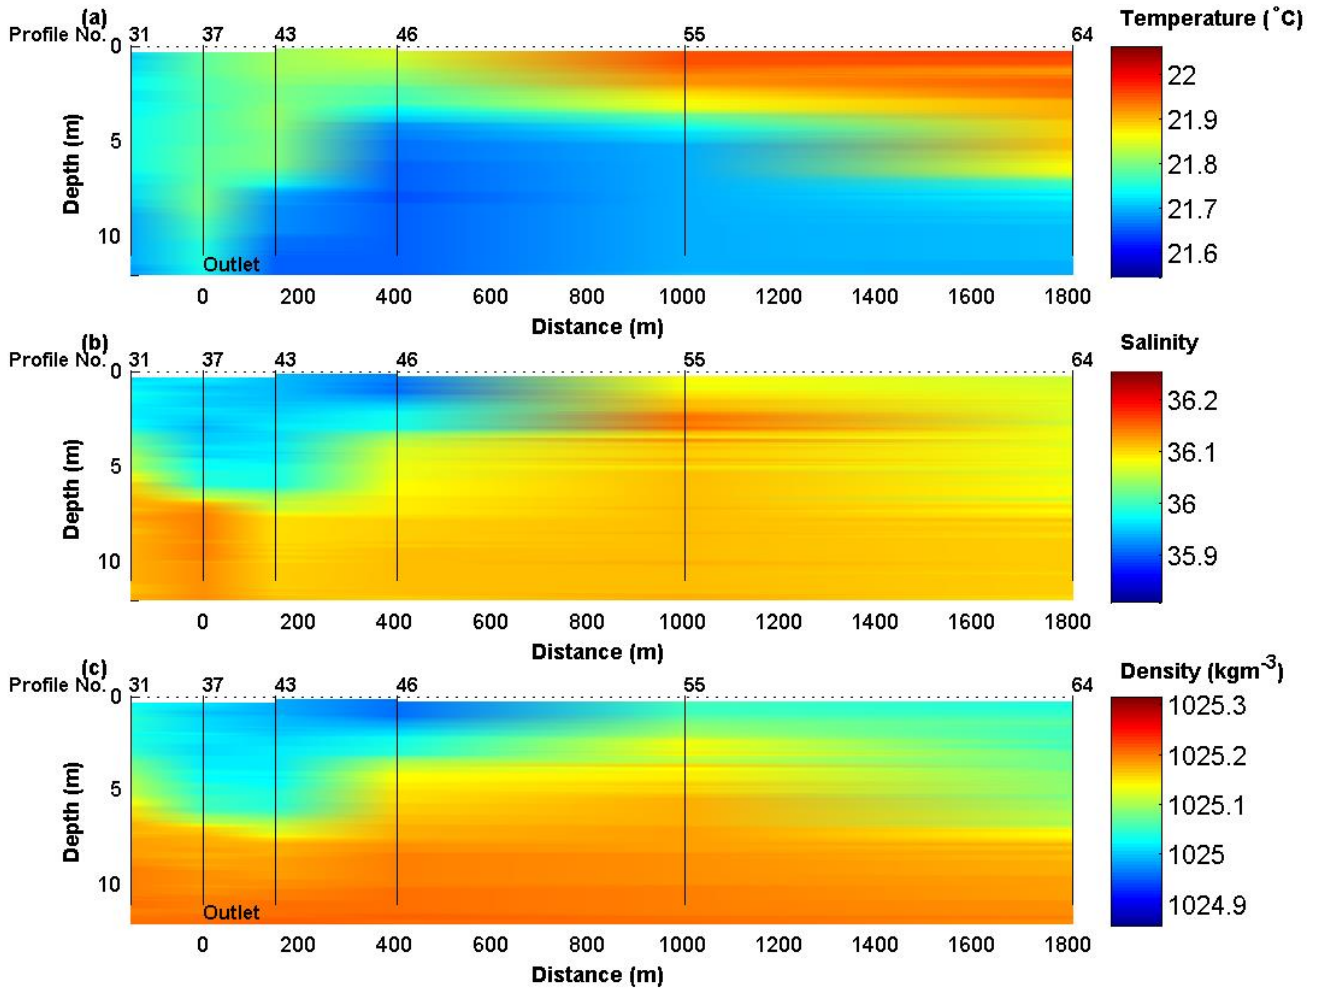 (a)
Profile No. 31 37 43 46 55 64
Temperature (˚C)
0
5
10
Depth (m)
Outlet
0 200 400 600 800 1000 1200 1400 1600 1800
Distance (m)
22
21.9
21.8
21.7
21.6
(b)
Profile No. 31 37 43 46 55 64
Salinity
0
5
10
Depth (m)
0 200 400 600 800 1000 1200 1400 1600 1800
Distance (m)
36.2
36.1
36
35.9
(c)
Profile No. 31 37 43 46 55 64
Density (kgm⁻³)
0
5
10
Depth (m)
Outlet
0 200 400 600 800 1000 1200 1400 1600 1800
Distance (m)
1025.3
1025.2
1025.1
1025
1024.9